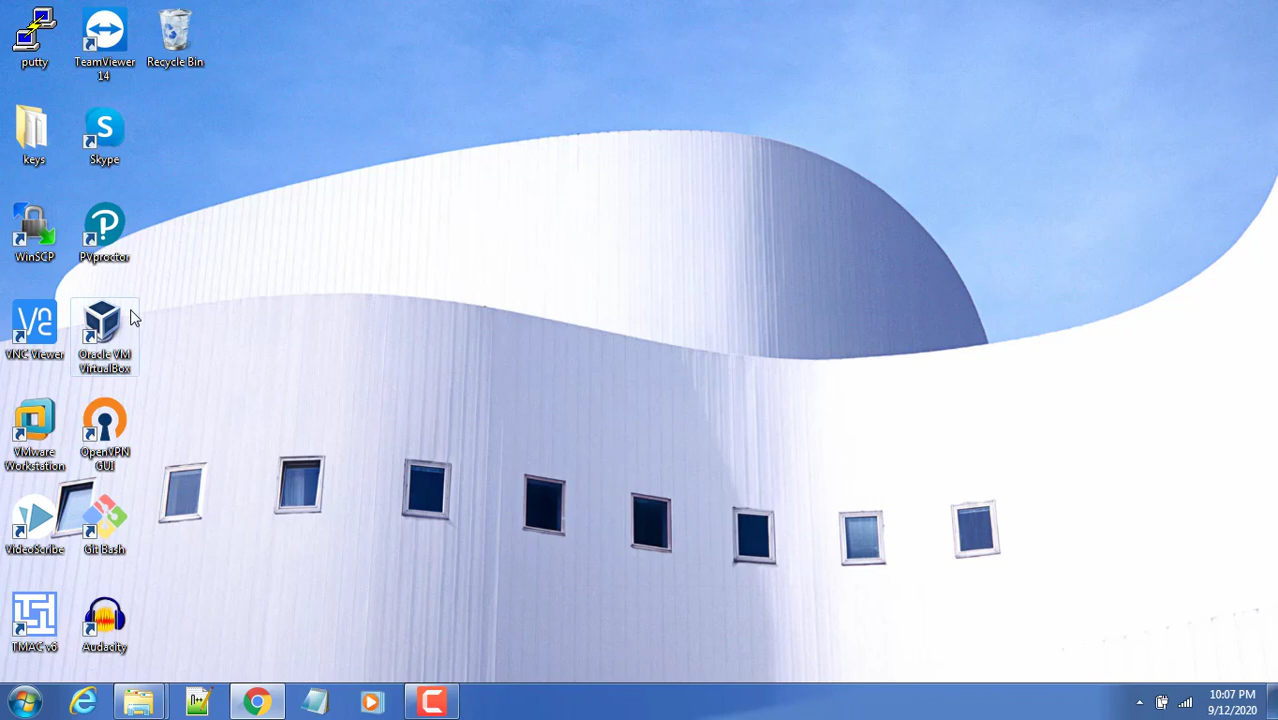 putty
TeamViewer
14
Recycle Bin
keys
Skype
WinSCP
PVproctor
VNC Viewer
Oracle VM
VirtualBox
VMware
Workstation
OpenVPN
GUI
VideoScribe
Git Bash
TMAC v6
Audacity
10:07 PM
9/12/2020